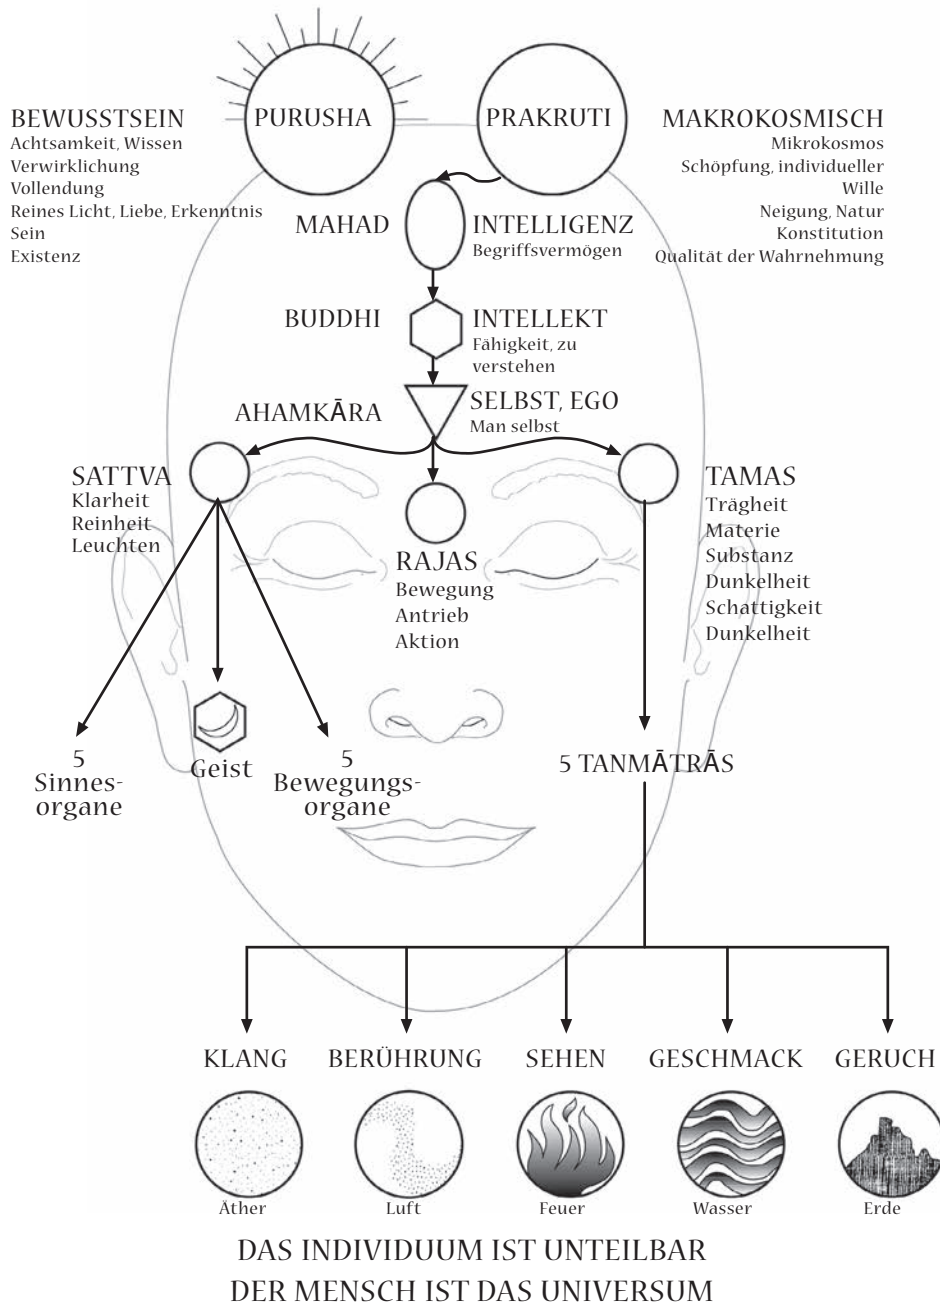 PURUSHA
PRAKRUTI
BEWUSSTSEIN
Achtsamkeit, Wissen
Verwirklichung
Vollendung
Reines Licht, Liebe, Erkenntnis
Sein
Existenz
MAKROKOSMISCH
Mikrokosmos
Schöpfung, individueller
Wille
Neigung, Natur
Konstitution
Qualität der Wahrnehmung
MAHAD
INTELLIGENZ
Begriffsvermögen
BUDDHI
INTELLEKT
Fähigkeit, zu
verstehen
AHAMKĀRA
SELBST, EGO
Man selbst
SATTVA
Klarheit
Reinheit
Leuchten
RAJAS
Bewegung
Antrieb
Aktion
TAMAS
Trägheit
Materie
Substanz
Dunkelheit
Schattigkeit
Dunkelheit
5
Sinnes-
organe
Geist
5
Bewegungs-
organe
5 TANMĀTRĀS
KLANG
BERÜHRUNG
SEHEN
GESCHMACK
GERUCH
Äther
Luft
Feuer
Wasser
Erde
DAS INDIVIDUUM IST UNTEILBAR
DER MENSCH IST DAS UNIVERSUM